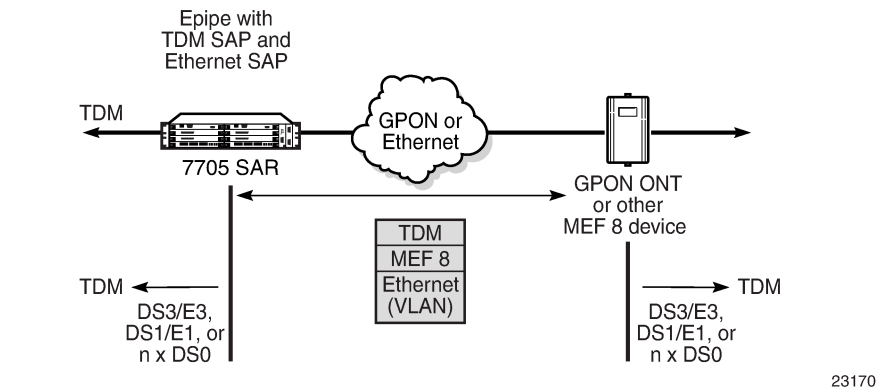 Epipe with
TDM SAP and
Ethernet SAP
TDM
GPON or
Ethernet
7705 SAR
GPON ONT
or other
MEF 8 device
TDM
MEF 8
Ethernet
(VLAN)
TDM
DS3/E3,
DS1/E1, or
n x DS0
TDM
DS3/E3,
DS1/E1, or
n x DS0
23170